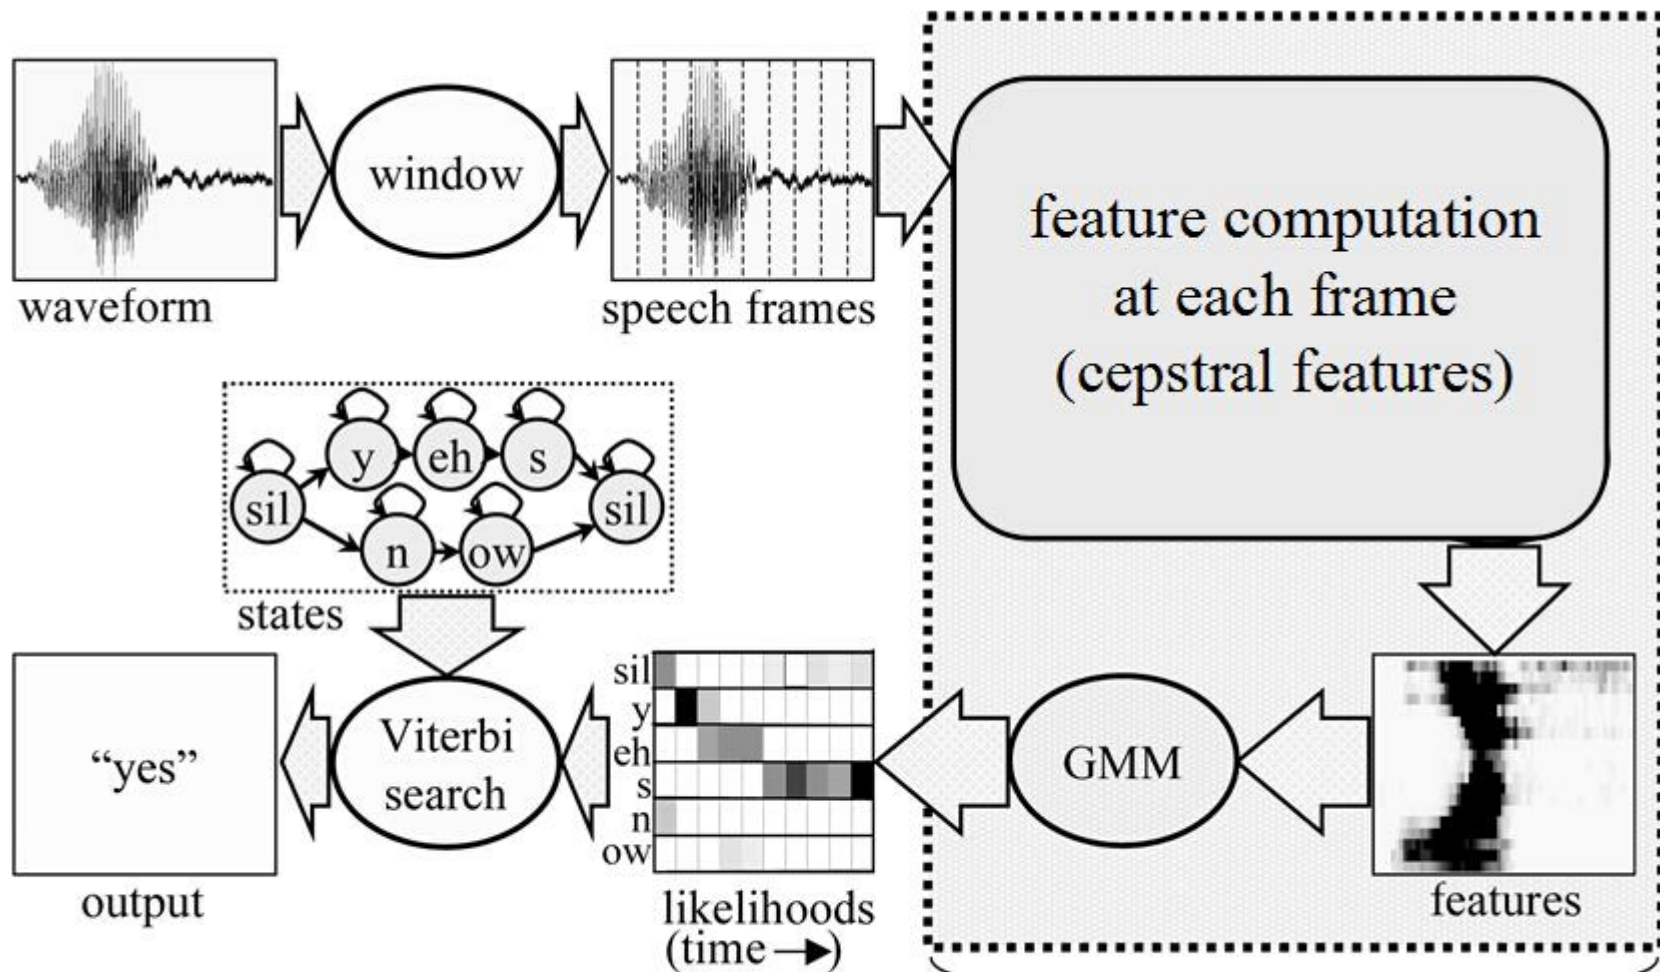 window
waveform
speech frames
feature computation
at each frame
(cepstral features)
y eh s
sil sil
n ow
states
“yes”
output
Viterbi
search
sil
y
eh
s
n
ow
likelihoods
(time →)
GMM
features